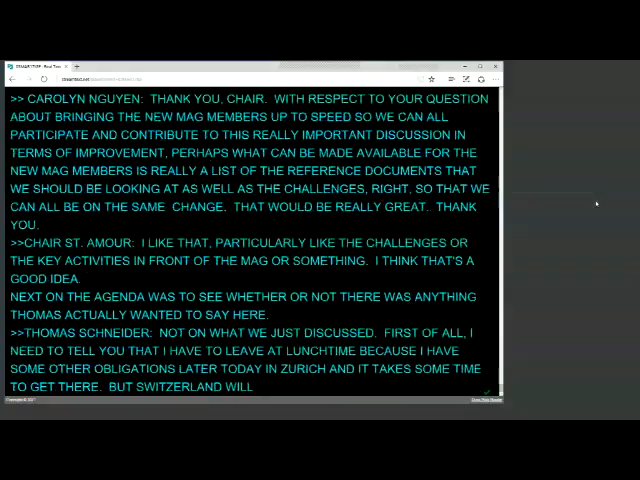 >> CAROLYN NGUYEN: THANK YOU, CHAIR. WITH RESPECT TO YOUR QUESTION
ABOUT BRINGING THE NEW MAG MEMBERS UP TO SPEED SO WE CAN ALL
PARTICIPATE AND CONTRIBUTE TO THIS REALLY IMPORTANT DISCUSSION IN
TERMS OF IMPROVEMENT, PERHAPS WHAT CAN BE MADE AVAILABLE FOR THE
NEW MAG MEMBERS IS REALLY A LIST OF THE REFERENCE DOCUMENTS THAT
WE SHOULD BE LOOKING AT AS WELL AS THE CHALLENGES, RIGHT, SO THAT WE
CAN ALL BE ON THE SAME CHANGE. THAT WOULD BE REALLY GREAT. THANK
YOU.
>>CHAIR ST. AMOUR: I LIKE THAT, PARTICULARLY LIKE THE CHALLENGES OR
THE KEY ACTIVITIES IN FRONT OF THE MAG OR SOMETHING. I THINK THAT'S A
GOOD IDEA.
NEXT ON THE AGENDA WAS TO SEE WHETHER OR NOT THERE WAS ANYTHING
THOMAS ACTUALLY WANTED TO SAY HERE.
>>THOMAS SCHNEIDER: NOT ON WHAT WE JUST DISCUSSED. FIRST OF ALL, I
NEED TO TELL YOU THAT I HAVE TO LEAVE AT LUNCHTIME BECAUSE I HAVE
SOME OTHER OBLIGATIONS LATER TODAY IN ZURICH AND IT TAKES SOME TIME
TO GET THERE. BUT SWITZERLAND WILL